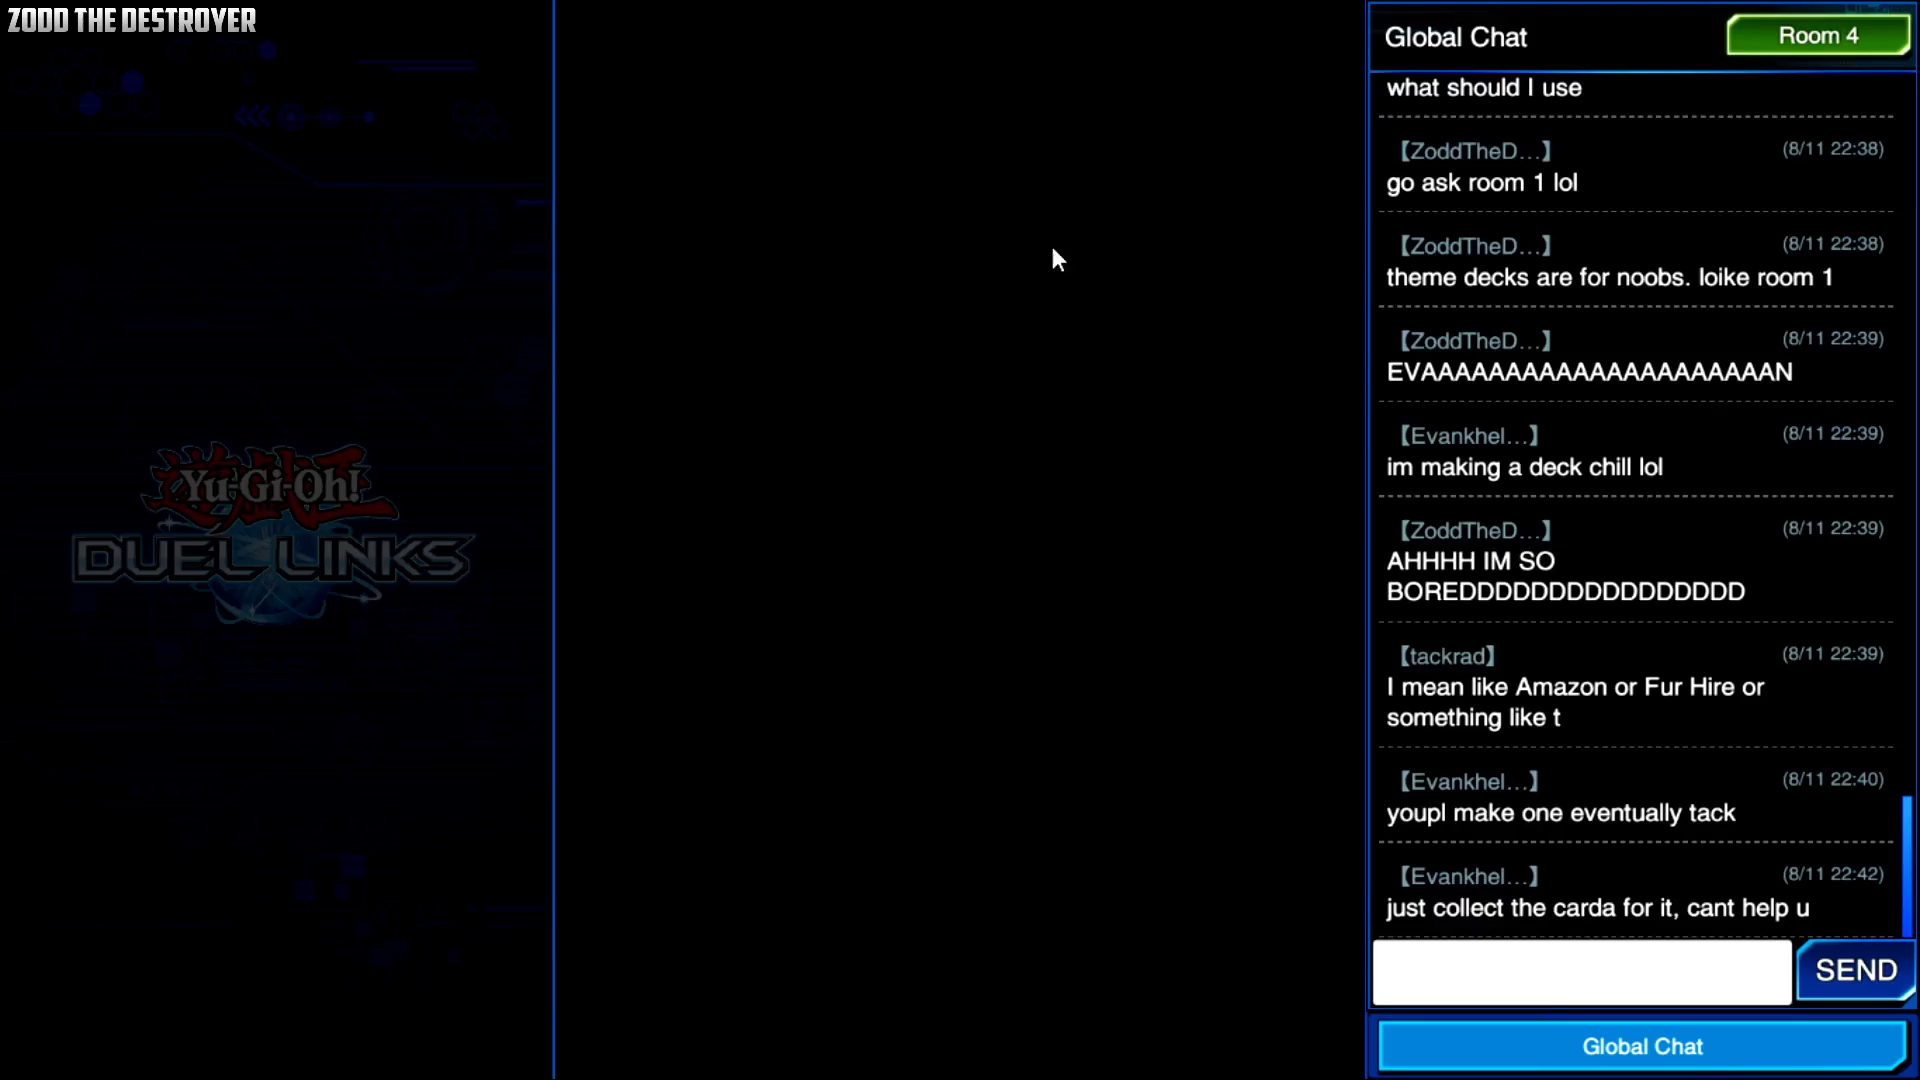 ZODD THE DESTROYER
Global Chat
Room 4
what should I use
【ZoddTheD...】
(8/11 22:38)
go ask room 1 lol
【ZoddTheD...】
(8/11 22:38)
theme decks are for noobs. loike room 1
【ZoddTheD...】
(8/11 22:39)
EVAAAAAAAAAAAAAAAAAAAAAN
【Evankhel...】
(8/11 22:39)
im making a deck chill lol
【ZoddTheD...】
(8/11 22:39)
AHHHH IM SO
BOREDDDDDDDDDDDDDDDDD
【tackrad】
(8/11 22:39)
I mean like Amazon or Fur Hire or
something like t
【Evankhel...】
(8/11 22:40)
youpl make one eventually tack
【Evankhel...】
(8/11 22:42)
just collect the carda for it, cant help u
SEND
Global Chat
遊戯王
Yu-Gi-Oh!
DUEL LINKS